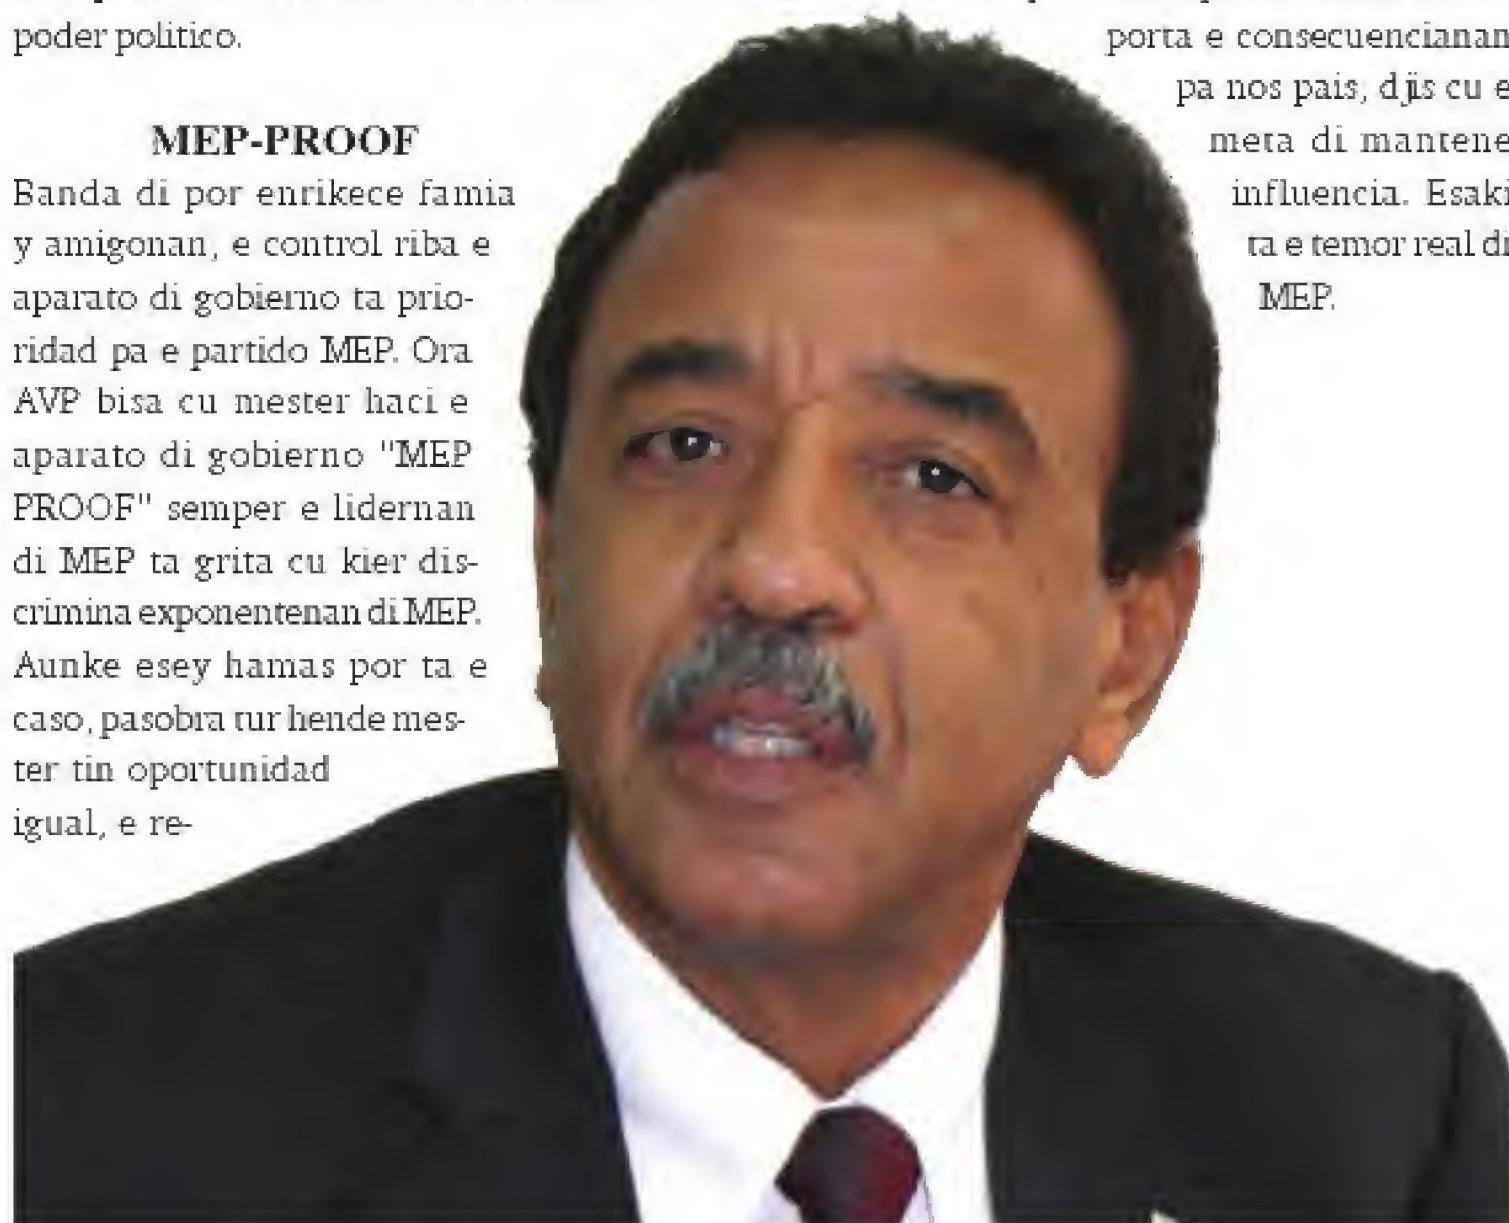 poder politico.
MEP-PROOF
Banda di por enrikece famia
y amigonan, e control riba e
aparato di gobierno ta prio-
ridad pa e partido MEP. Ora
AVP bisa cu mester haci e
aparato di gobierno "MEP
PROOF" semper e lidernan
di MEP ta grita cu kier dis-
crimina exponentenan di MEP.
Aunke esey hamas por ta e
caso, pasobra tur hende mes-
ter tin oportunidad
igual, e re-
porta e consecuencianan
pa nos pais, djis cu e
meta di mantene
influencia. Esaki
ta e temor real di
MEP.